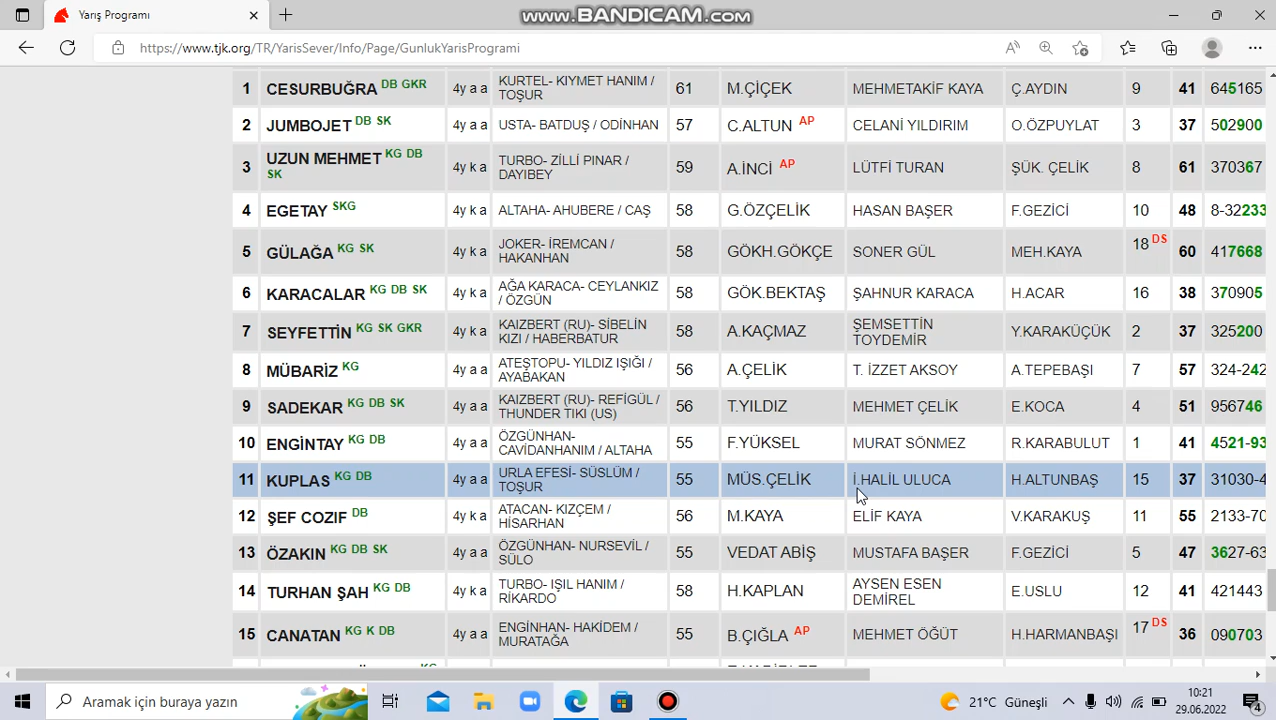 Yarış Programı
www.BANDICAM.com
https://www.tjk.org/TR/YarisSever/Info/Page/GunlukYarisProgrami
1 CESURBUĞRA DB GKR 4y a a KURTEL- KIYMET HANIM / TOŞUR 61 M.ÇİÇEK MEHMETAKİF KAYA Ç.AYDIN 9 41 645165
2 JUMBOJET DB SK 4y a a USTA- BATDUŞ / ODİNHAN 57 C.ALTUN AP CELANİ YILDIRIM O.ÖZPUYLAT 3 37 502900
3 UZUN MEHMET KG DB SK 4y k a TURBO- ZİLLİ PINAR / DAYIBEY 59 A.İNCİ AP LÜTFİ TURAN ŞÜK. ÇELİK 8 61 370367
4 EGETAY SKG 4y k a ALTAHA- AHUBERE / CAŞ 58 G.ÖZÇELİK HASAN BAŞER F.GEZİCİ 10 48 8-32233
5 GÜLAĞA KG SK 4y k a JOKER- İREMCAN / HAKANHAN 58 GÖKH.GÖKÇE SONER GÜL MEH.KAYA 18 DS 60 417668
6 KARACALAR KG DB SK 4y k a AĞA KARACA- CEYLANKIZ / ÖZGÜN 58 GÖK.BEKTAŞ ŞAHNUR KARACA H.ACAR 16 38 370905
7 SEYFETTİN KG SK GKR 4y k a KAIZBERT (RU)- SİBELİN KIZI / HABERBATUR 58 A.KAÇMAZ ŞEMSETTİN TOYDEMİR Y.KARAKÜÇÜK 2 37 325200
8 MÜBARİZ KG 4y a a ATEŞTOPU- YILDIZ IŞIĞI / AYABAKAN 56 A.ÇELİK T. İZZET AKSOY A.TEPEBAŞI 7 57 324-242
9 SADEKAR KG DB SK 4y a a KAIZBERT (RU)- REFİGÜL / THUNDER TIKI (US) 56 T.YILDIZ MEHMET ÇELİK E.KOCA 4 51 956746
10 ENGİNTAY KG DB 4y a a ÖZGÜNHAN- CAVİDANHANIM / ALTAHA 55 F.YÜKSEL MURAT SÖNMEZ R.KARABULUT 1 41 4521-93
11 KUPLAS KG DB 4y a a URLA EFESİ- SÜSLÜM / TOŞUR 55 MÜS.ÇELİK İ.HALİL ULUCA H.ALTUNBAŞ 15 37 31030-4
12 ŞEF COZIF DB 4y k a ATACAN- KIZÇEM / HİSARHAN 56 M.KAYA ELİF KAYA V.KARAKUŞ 11 55 2133-70
13 ÖZAKIN KG DB SK 4y a a ÖZGÜNHAN- NURSEVİL / SÜLO 55 VEDAT ABİŞ MUSTAFA BAŞER F.GEZİCİ 5 47 3627-63
14 TURHAN ŞAH KG DB 4y k a TURBO- IŞIL HANIM / RİKARDO 58 H.KAPLAN AYSEN ESEN DEMİREL E.USLU 12 41 421443
15 CANATAN KG K DB 4y a a ENGİNHAN- HAKİDEM / MURATAĞA 55 B.ÇIĞLA AP MEHMET ÖĞÜT H.HARMANBAŞI 17 DS 36 090703
KG
Aramak için buraya yazın
21°C Güneşli
10:21
29.06.2022
4